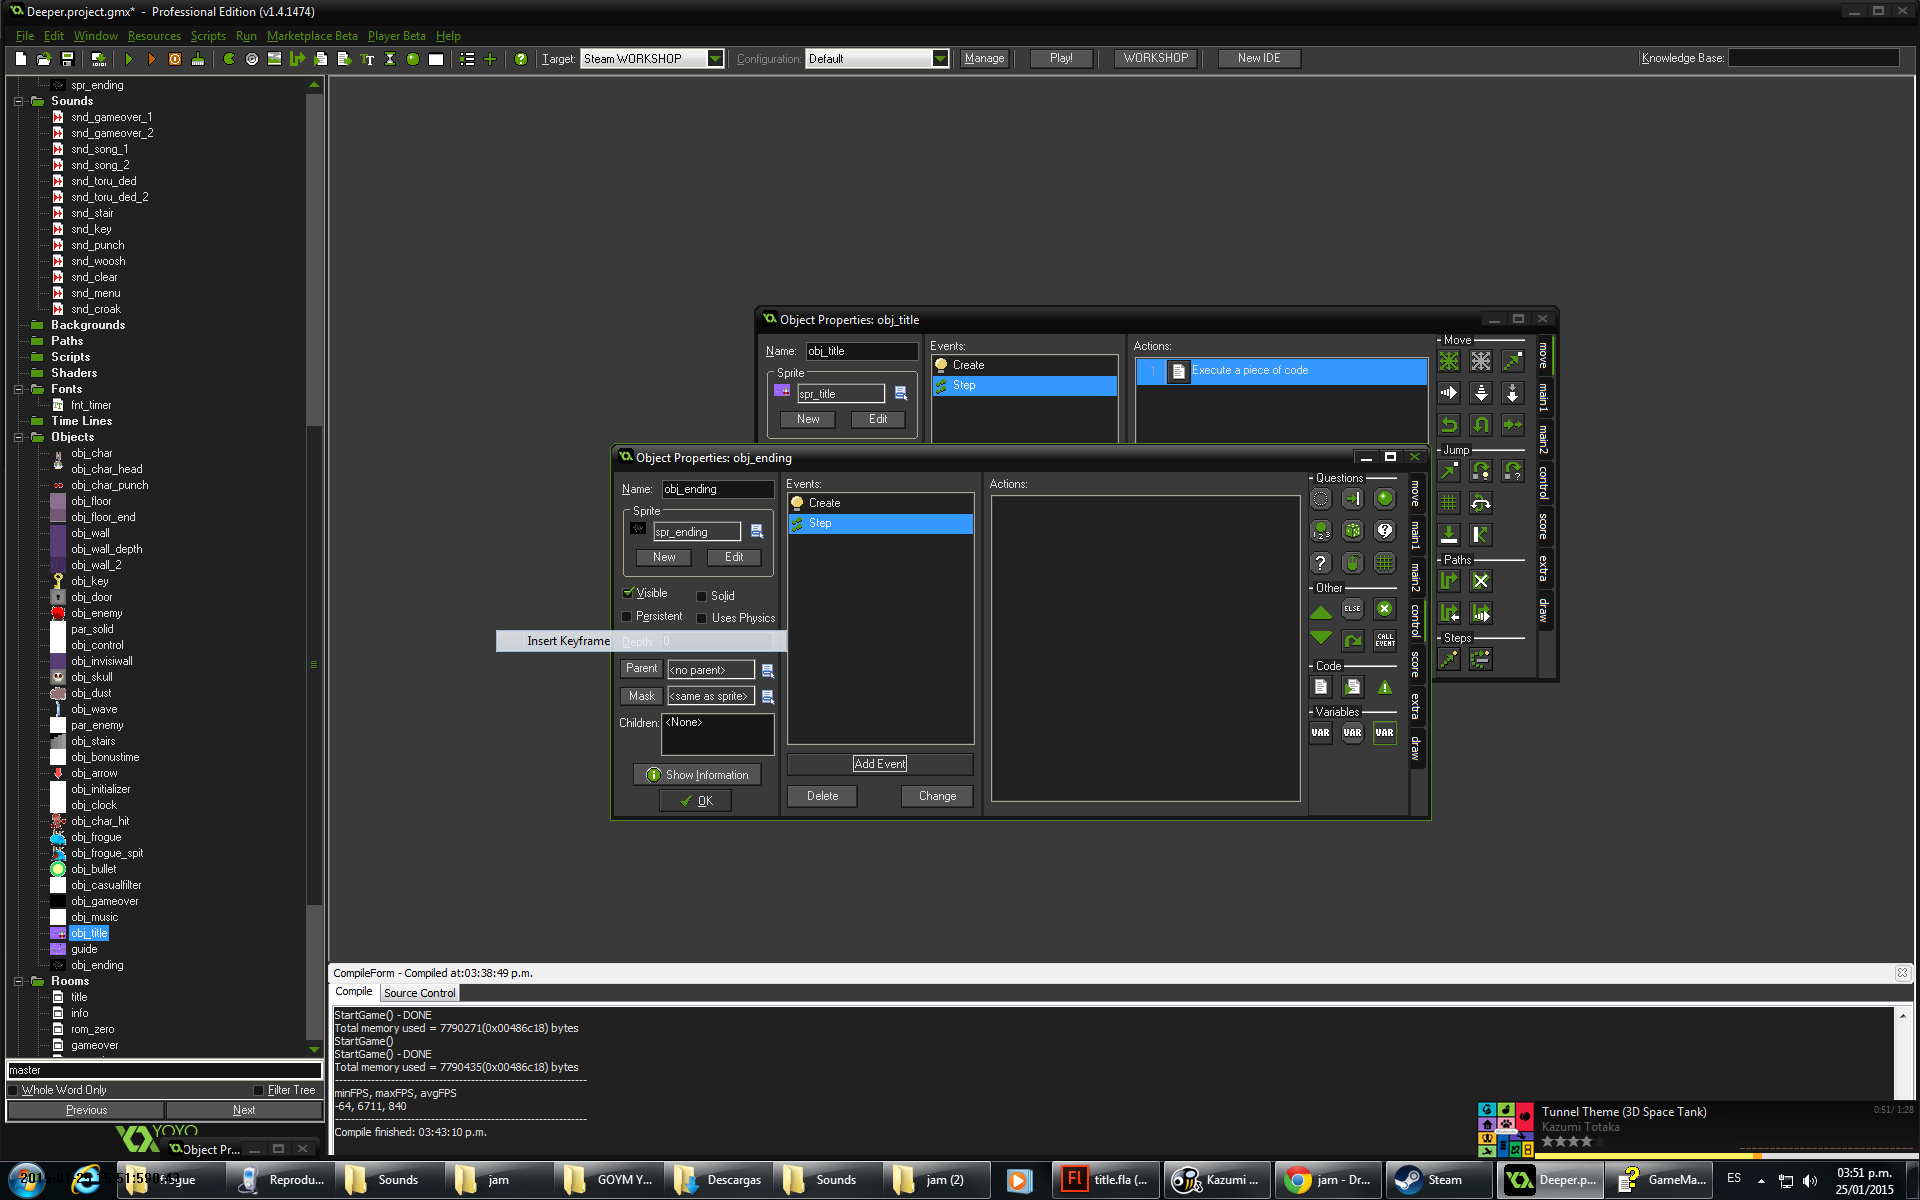 Deeper.project.gmx* - Professional Edition (v1.4.1474)
File Edit Window Resources Scripts Run Marketplace Beta Player Beta Help
Target: Steam WORKSHOP Configuration: Default Manage Play! WORKSHOP New IDE Knowledge Base:
spr_ending
Sounds
snd_gameover_1
snd_gameover_2
snd_song_1
snd_song_2
snd_toru_ded
snd_toru_ded_2
snd_stair
snd_key
snd_punch
snd_woosh
snd_clear
snd_menu
snd_croak
Backgrounds
Paths
Scripts
Shaders
Fonts
fnt_timer
Time Lines
Objects
obj_char
obj_char_head
obj_char_punch
obj_floor
obj_floor_end
obj_wall
obj_wall_depth
obj_wall_2
obj_key
obj_door
obj_enemy
par_solid
obj_control
obj_invisiwall
obj_skull
obj_dust
obj_wave
par_enemy
obj_stairs
obj_bonustime
obj_arrow
obj_initializer
obj_clock
obj_char_hit
obj_frogue
obj_frogue_spit
obj_bullet
obj_casualfilter
obj_gameover
obj_music
obj_title
guide
obj_ending
Rooms
title
info
rom_zero
gameover
master
Whole Word Only Filter Tree
Previous Next
YOYO
Object Pr...
Object Properties: obj_title
Name: obj_title
Sprite
spr_title
New Edit
Events:
Create
Step
Actions:
1 Execute a piece of code
Move
Jump
Paths
Steps
move
main1
main2
control
score
extra
draw
Object Properties: obj_ending
Name: obj_ending
Sprite
spr_ending
New Edit
Visible Solid
Persistent Uses Physics
Insert Keyframe
Depth: 0
Parent <no parent>
Mask <same as sprite>
Children: <None>
Show Information
OK
Events:
Create
Step
Add Event
Delete Change
Actions:
Questions
Other
ELSE
CALL EVENT
Code
Variables
VAR VAR VAR
move
main1
main2
control
score
extra
draw
CompileForm - Compiled at:03:38:49 p.m.
Compile Source Control
StartGame() - DONE
Total memory used = 7790271(0x00486c18) bytes
StartGame()
StartGame() - DONE
Total memory used = 7790435(0x00486c18) bytes
minFPS, maxFPS, avgFPS
-64, 6711, 840
Compile finished: 03:43:10 p.m.
Tunnel Theme (3D Space Tank) 0:51/ 1:28
Kazumi Totaka
Reprodu... Sounds jam GOYM Y... Descargas Sounds jam (2) title.fla (... Kazumi ... jam - Dr... Steam Deeper.p... GameMa... ES
03:51 p.m.
25/01/2015